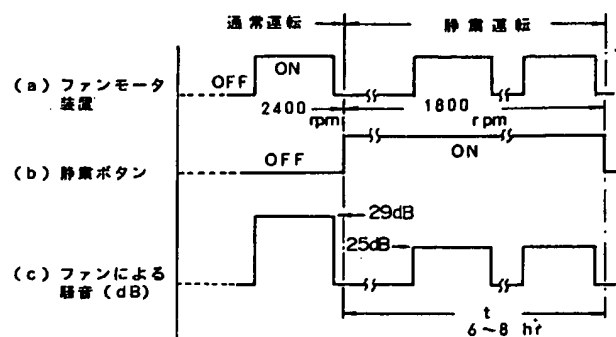 通常運転 静粛運転
(a) ファンモータ
装置
OFF ON
2400
rpm
1800
rpm
(b) 静粛ボタン
OFF ON
29dB
25dB
(c) ファンによる
騒音(dB)
t
6~8 hr